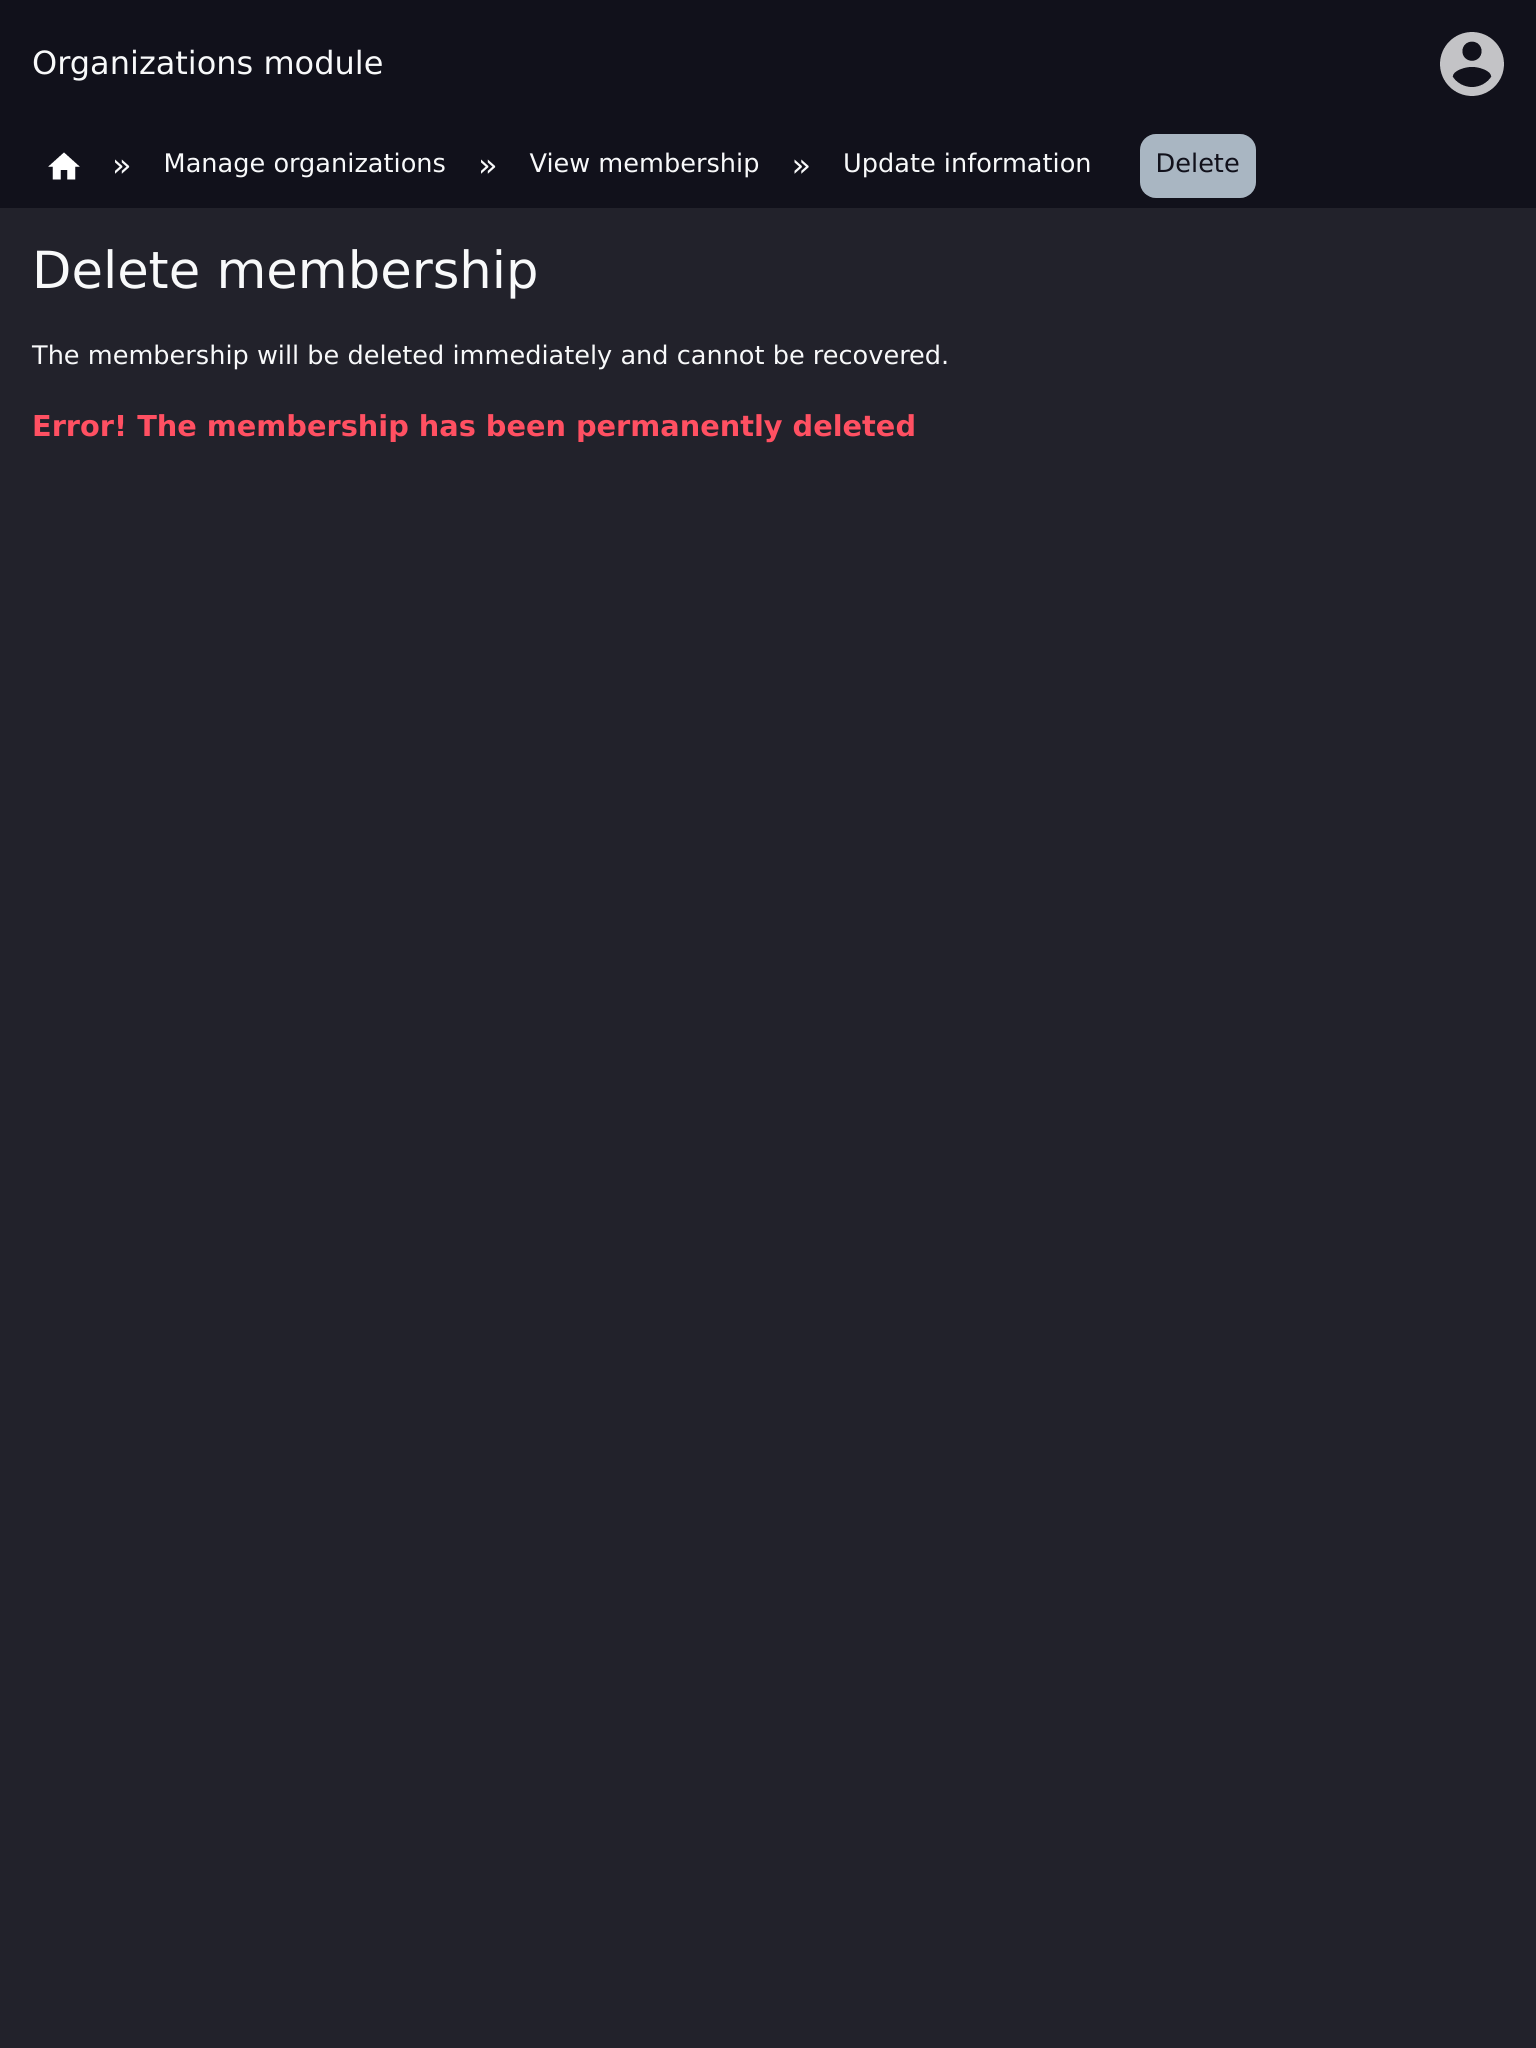 Organizations module
» Manage organizations » View membership » Update information Delete
Delete membership
The membership will be deleted immediately and cannot be recovered.
Error! The membership has been permanently deleted